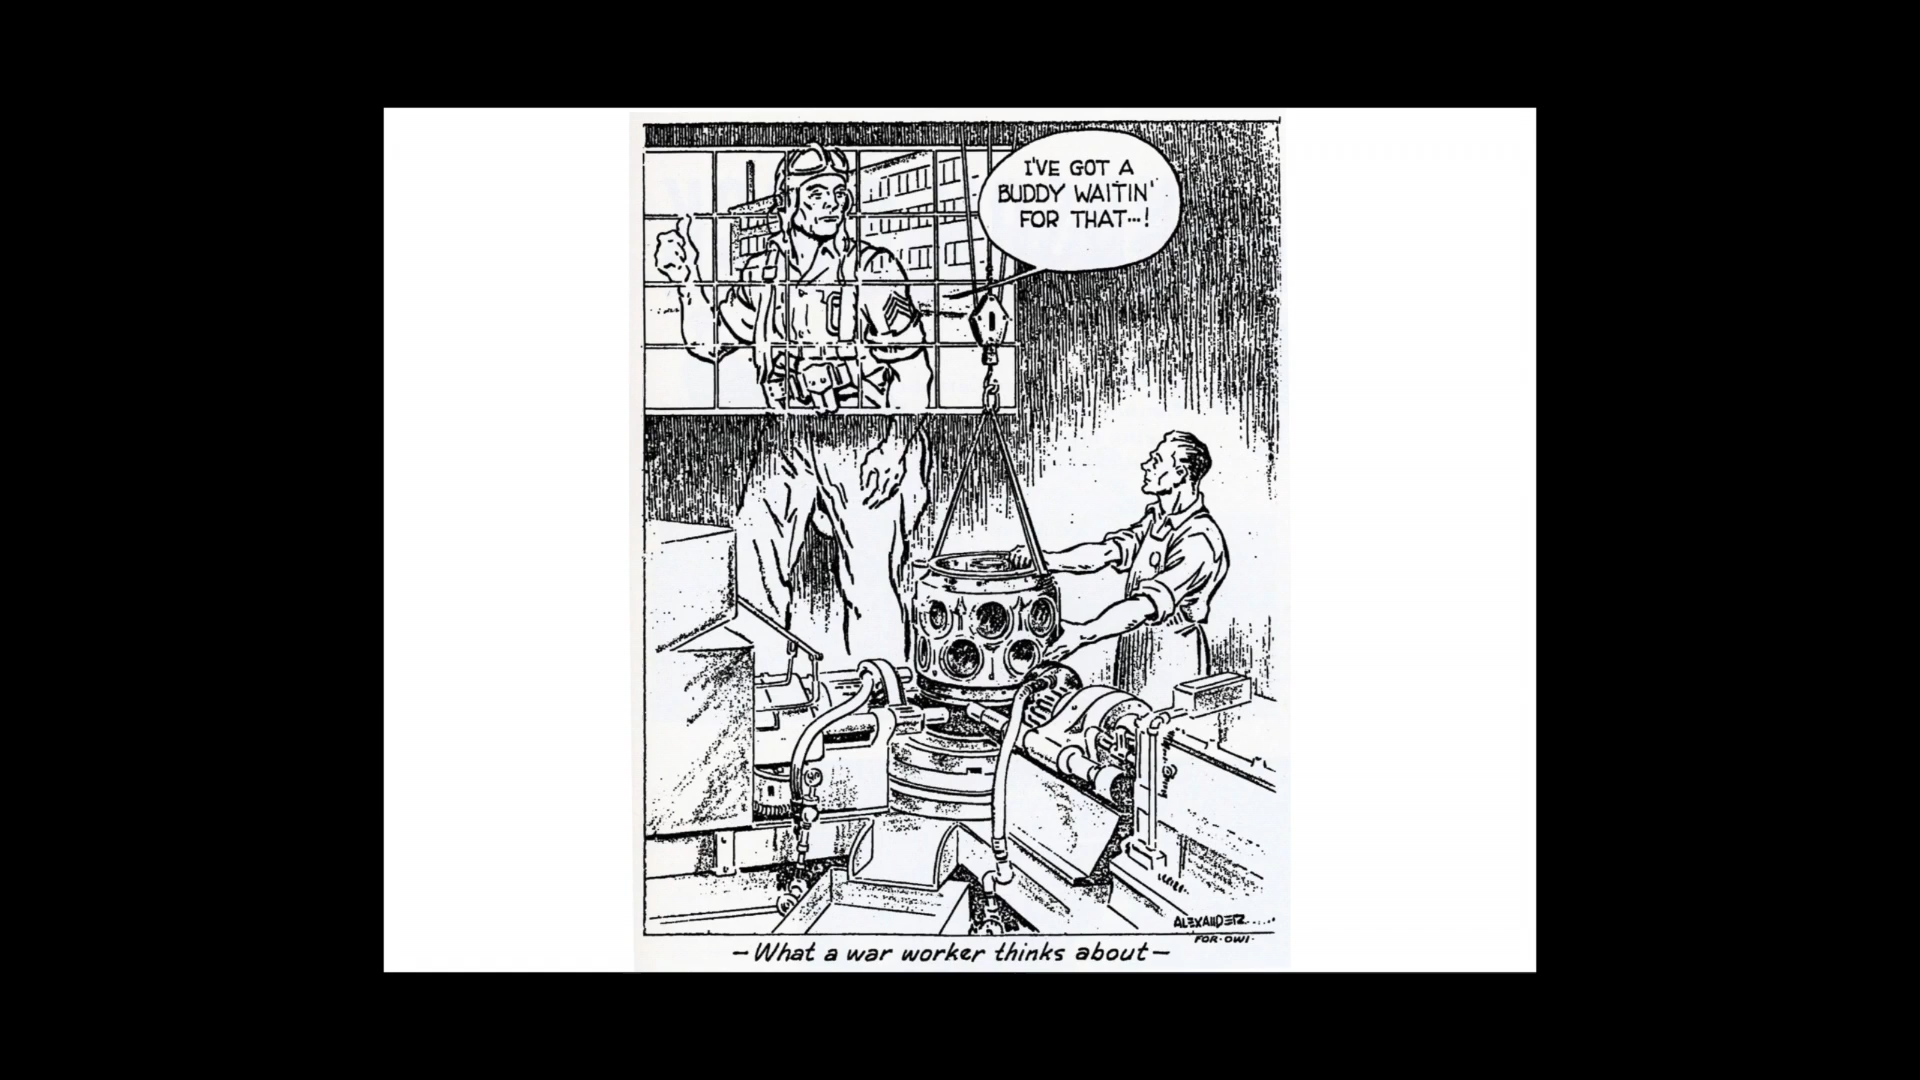 I'VE GOT A
BUDDY WAITIN'
FOR THAT---!
ALEXANDER.....
FOR-OWI-
-What a war worker thinks about-